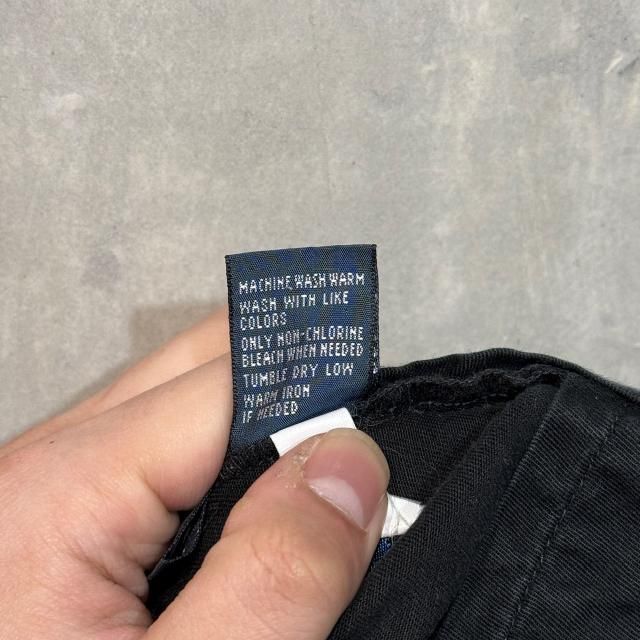 MACHINE WASH WARM
WASH WITH LIKE
COLORS
ONLY NON-CHLORINE
BLEACH WHEN NEEDED
TUMBLE DRY LOW
WARM IRON
IF NEEDED